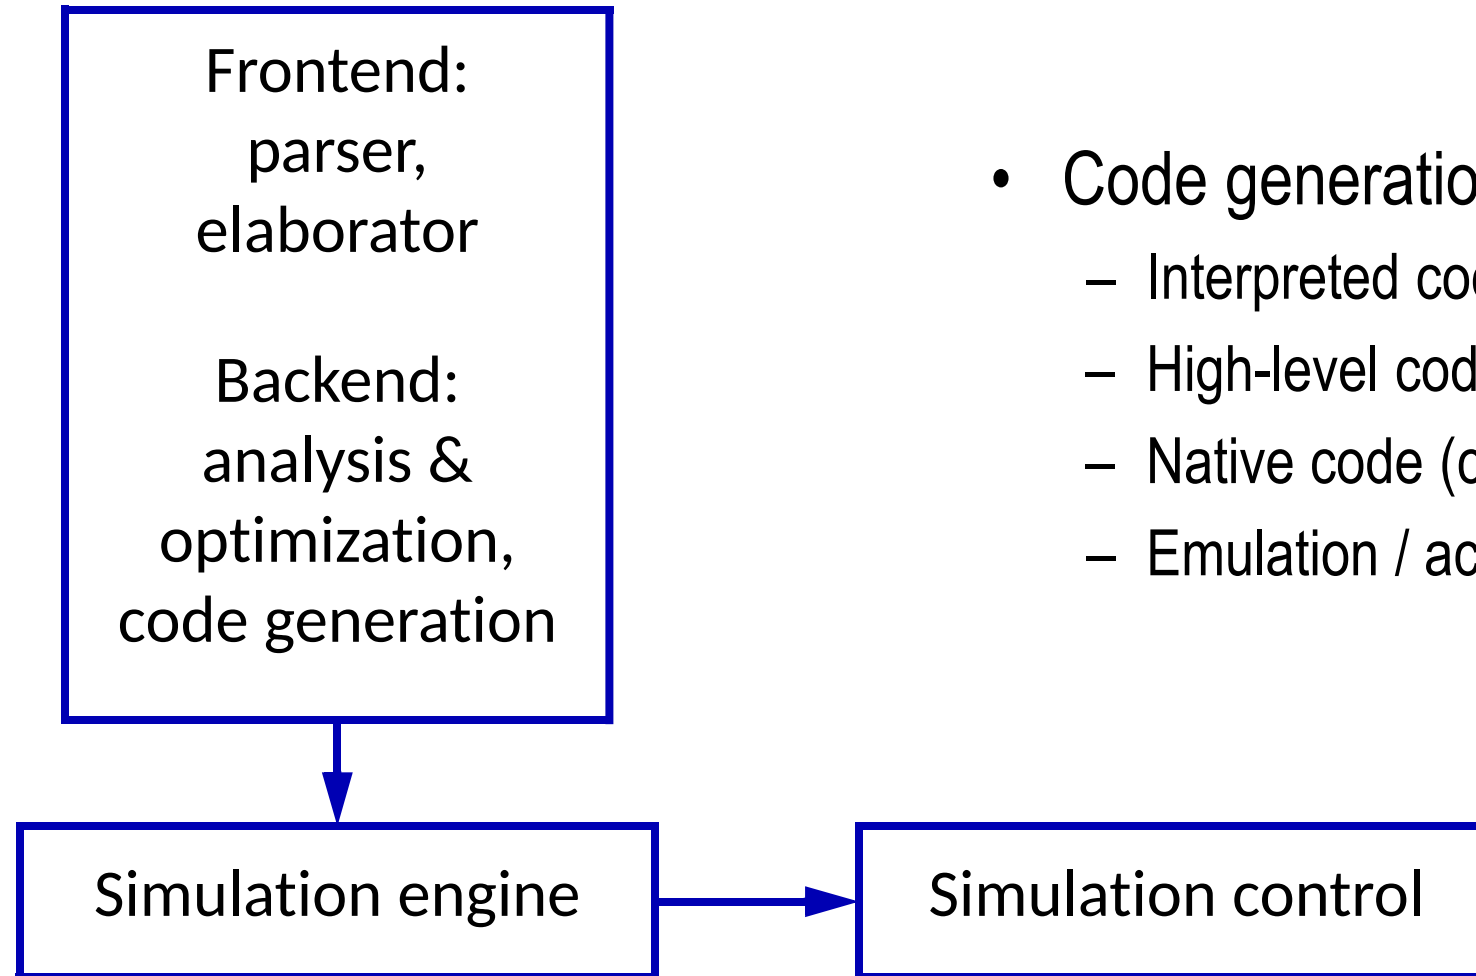 Frontend:
parser,
elaborator
Backend:
analysis &
optimization,
code generation
• Code generatio
– Interpreted co
– High-level cod
– Native code (
– Emulation / ac
Simulation engine
Simulation control